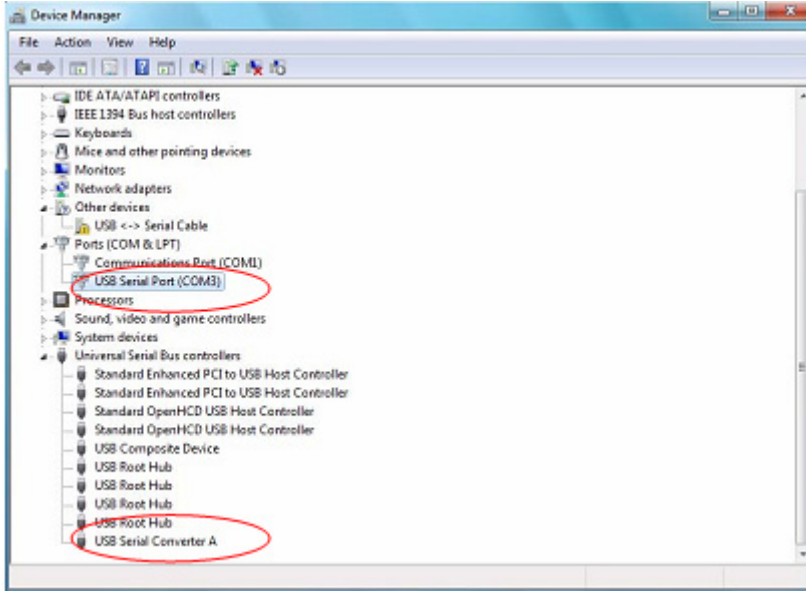 Device Manager
File Action View Help
IDE ATA/ATAPI controllers
IEEE 1394 Bus host controllers
Keyboards
Mice and other pointing devices
Monitors
Network adapters
Other devices
USB <-> Serial Cable
Ports (COM & LPT)
Communications Port (COM1)
USB Serial Port (COM3)
Processors
Sound, video and game controllers
System devices
Universal Serial Bus controllers
Standard Enhanced PCI to USB Host Controller
Standard Enhanced PCI to USB Host Controller
Standard OpenHCD USB Host Controller
Standard OpenHCD USB Host Controller
USB Composite Device
USB Root Hub
USB Root Hub
USB Root Hub
USB Root Hub
USB Serial Converter A